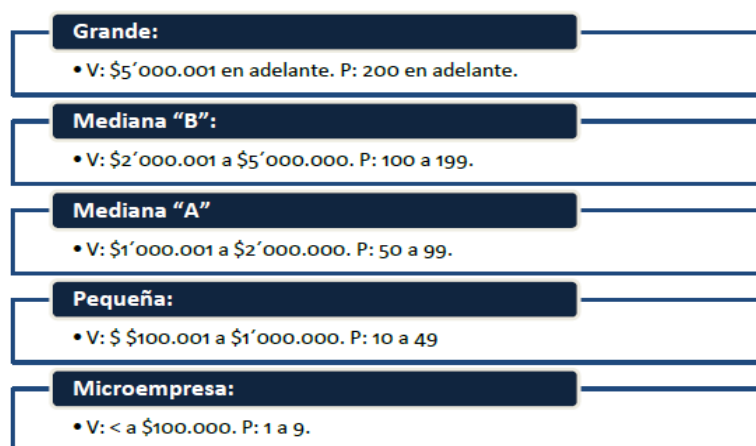 Grande:
• V: $5´000.001 en adelante. P: 200 en adelante.
Mediana “B”:
• V: $2´000.001 a $5´000.000. P: 100 a 199.
Mediana “A”
• V: $1´000.001 a $2´000.000. P: 50 a 99.
Pequeña:
• V: $ $100.001 a $1´000.000. P: 10 a 49
Microempresa:
• V: < a $100.000. P: 1 a 9.